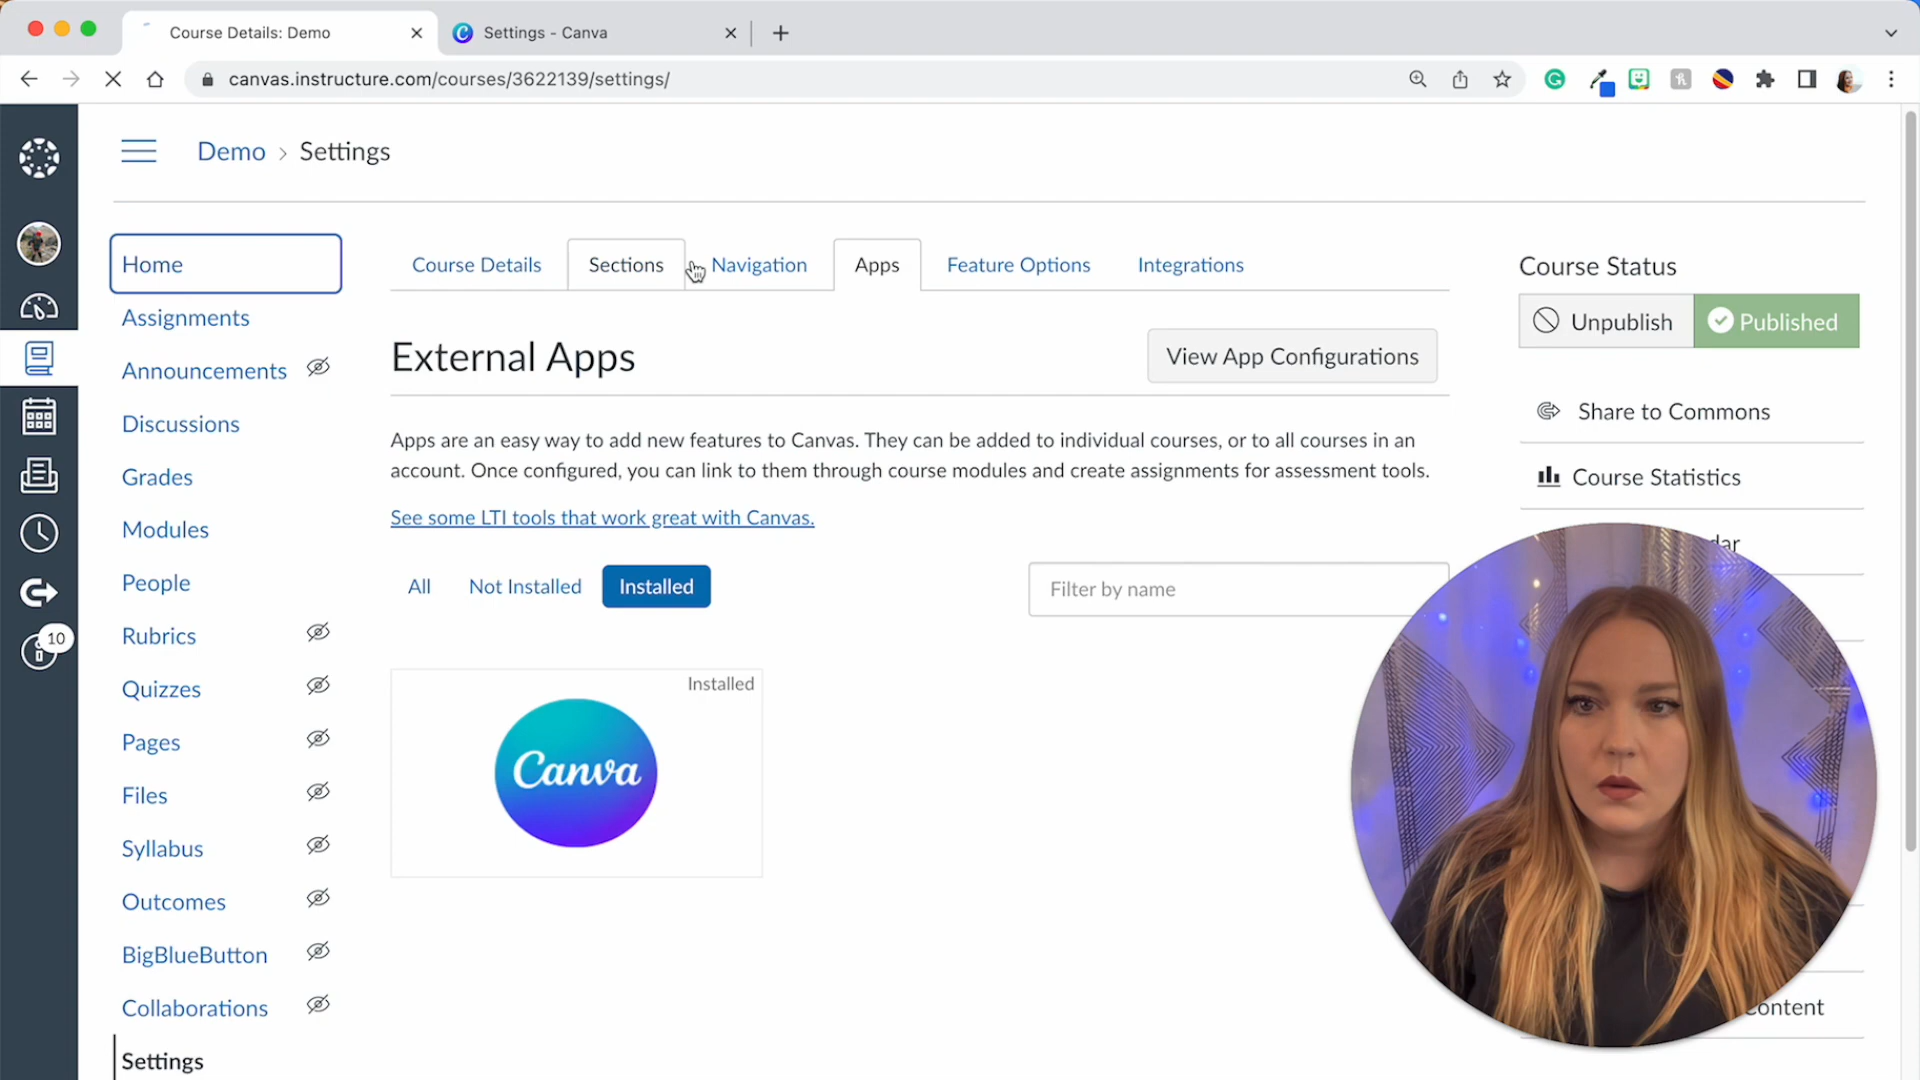 Course Details: Demo
Settings - Canva
canvas.instructure.com/courses/3622139/settings/
Demo › Settings
Home
Assignments
Announcements
Discussions
Grades
Modules
People
Rubrics
Quizzes
Pages
Files
Syllabus
Outcomes
BigBlueButton
Collaborations
Settings
10
Course Details
Sections
Navigation
Apps
Feature Options
Integrations
External Apps
View App Configurations
Apps are an easy way to add new features to Canvas. They can be added to individual courses, or to all courses in an
account. Once configured, you can link to them through course modules and create assignments for assessment tools.
See some LTI tools that work great with Canvas.
All
Not Installed
Installed
Filter by name
Installed
Canva
Course Status
Unpublish
Published
Share to Commons
Course Statistics
Content